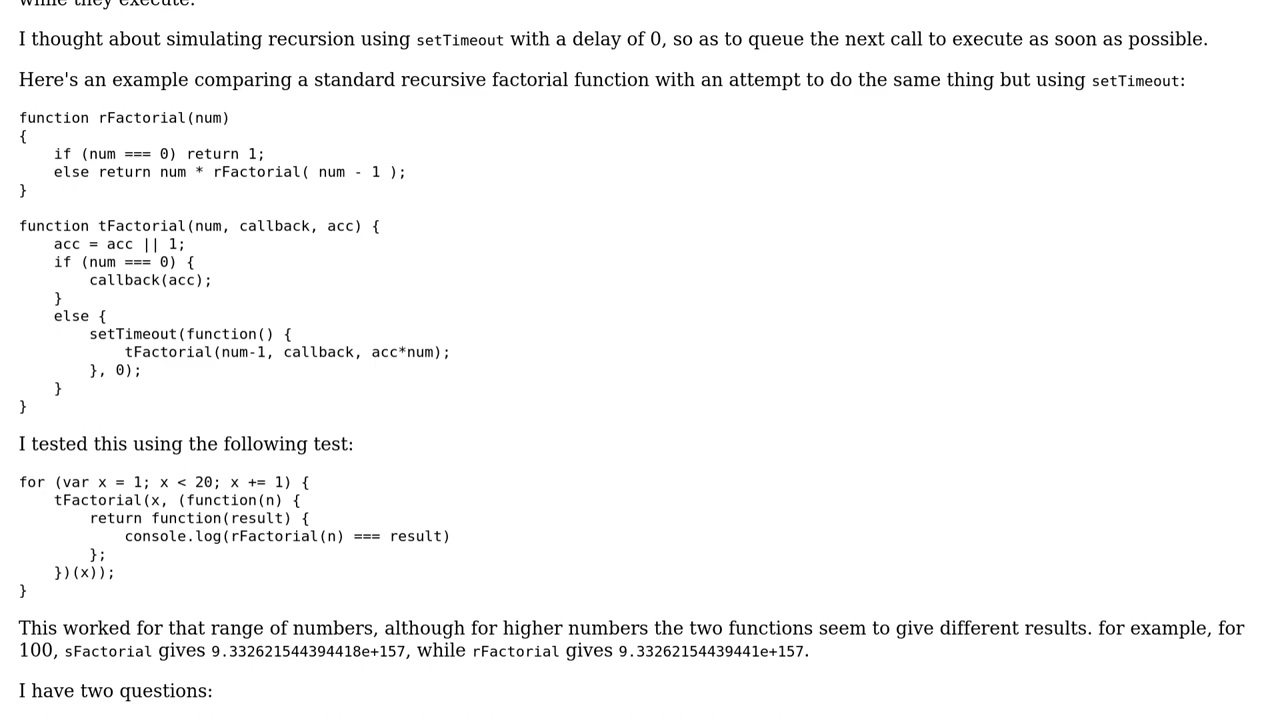 while they execute.
I thought about simulating recursion using setTimeout with a delay of 0, so as to queue the next call to execute as soon as possible.
Here's an example comparing a standard recursive factorial function with an attempt to do the same thing but using setTimeout:
function rFactorial(num)
{
    if (num === 0) return 1;
    else return num * rFactorial( num - 1 );
}
function tFactorial(num, callback, acc) {
    acc = acc || 1;
    if (num === 0) {
        callback(acc);
    }
    else {
        setTimeout(function() {
            tFactorial(num-1, callback, acc*num);
        }, 0);
    }
}
I tested this using the following test:
for (var x = 1; x < 20; x += 1) {
    tFactorial(x, (function(n) {
        return function(result) {
            console.log(rFactorial(n) === result)
        };
    })(x));
}
This worked for that range of numbers, although for higher numbers the two functions seem to give different results. for example, for
100, sFactorial gives 9.332621544394418e+157, while rFactorial gives 9.33262154439441e+157.
I have two questions: